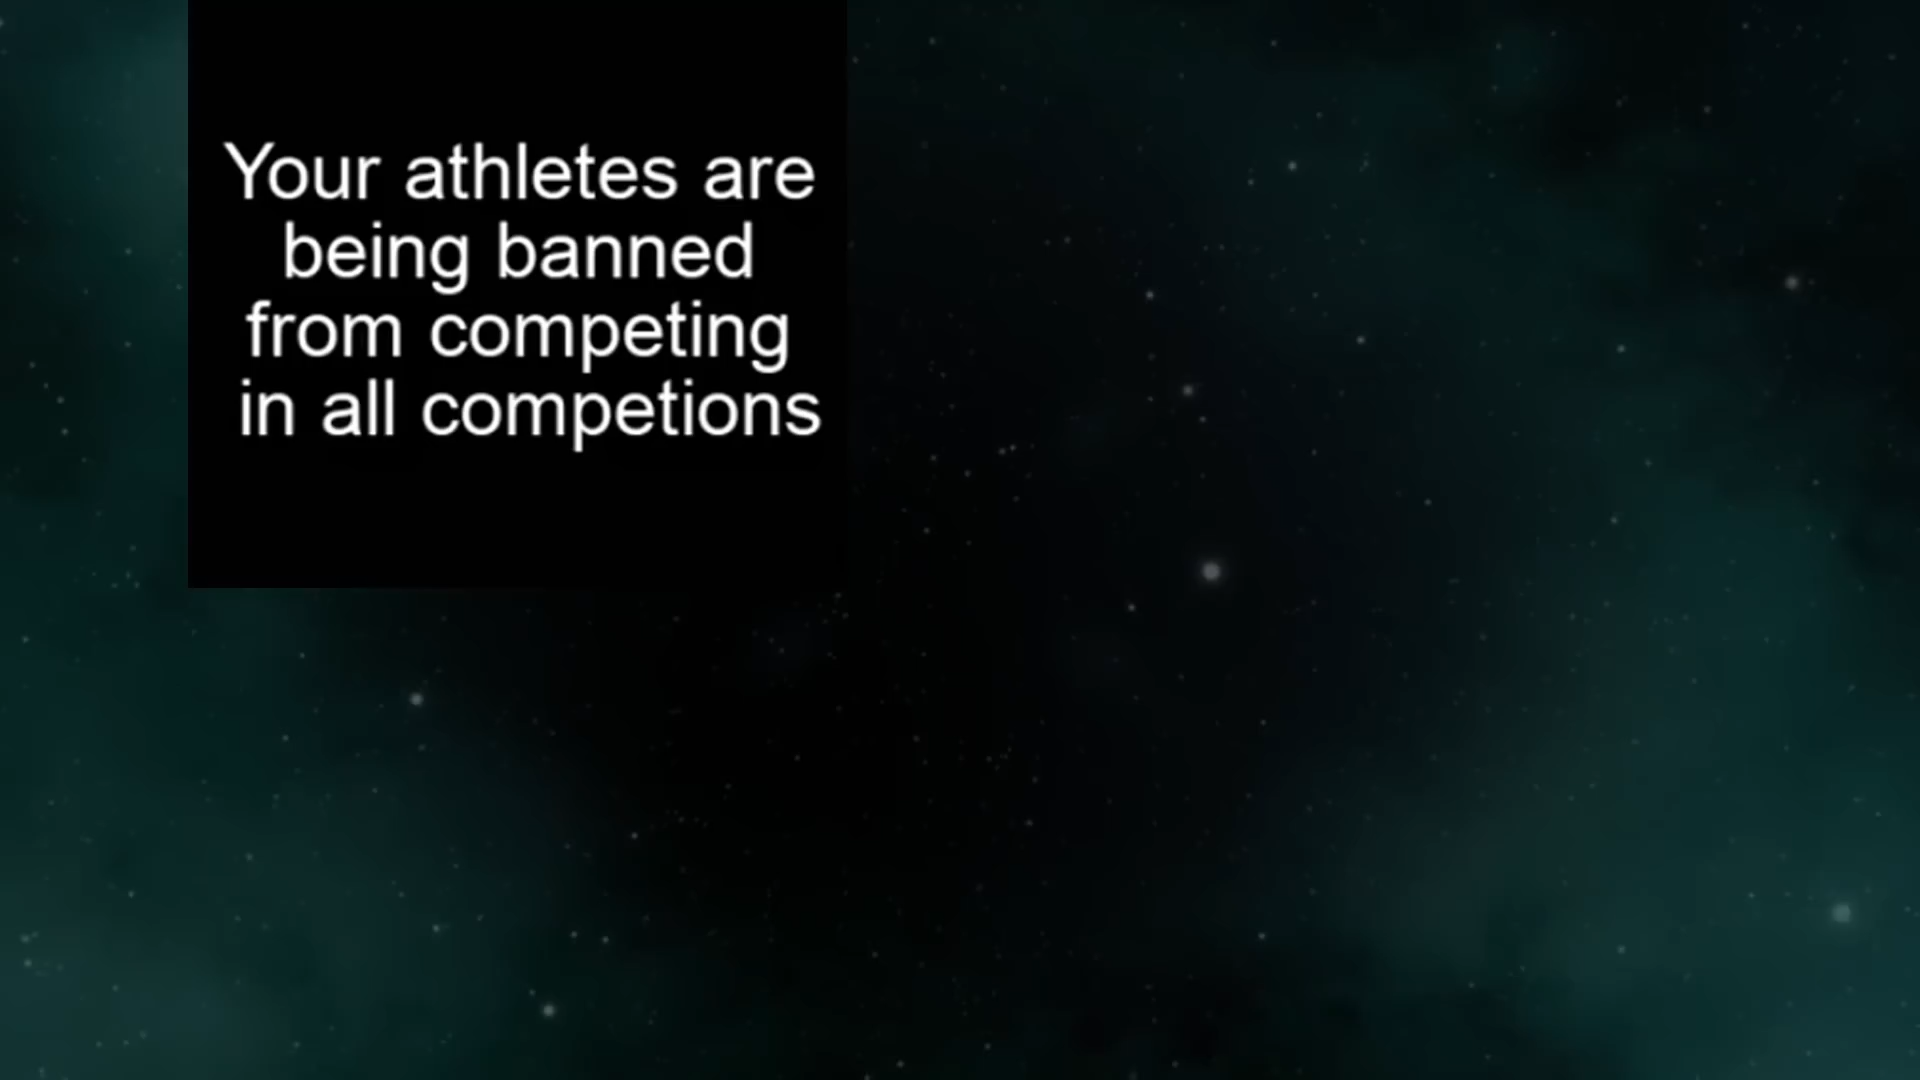 Your athletes are
being banned
from competing
in all competions